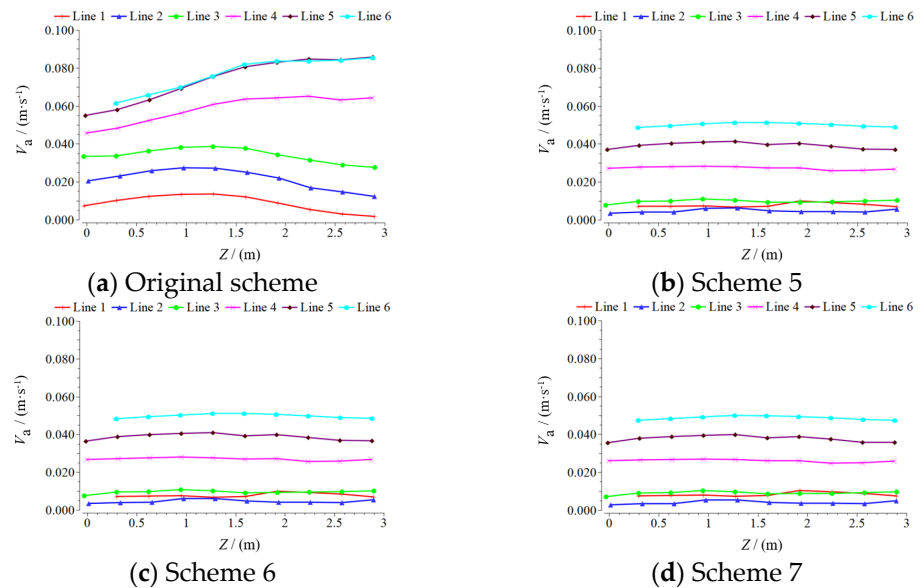 Line 1 Line 2 Line 3 Line 4 Line 5 Line 6
0.100
0.080
0.060
0.040
0.020
0.000
Va / (m·s-1)
0 0.5 1 1.5 2 2.5 3
Z / (m)
(a) Original scheme
Line 1 Line 2 Line 3 Line 4 Line 5 Line 6
0.100
0.080
0.060
0.040
0.020
0.000
Va / (m·s-1)
0 0.5 1 1.5 2 2.5 3
Z / (m)
(b) Scheme 5
Line 1 Line 2 Line 3 Line 4 Line 5 Line 6
0.100
0.080
0.060
0.040
0.020
0.000
Va / (m·s-1)
0 0.5 1 1.5 2 2.5 3
Z / (m)
(c) Scheme 6
Line 1 Line 2 Line 3 Line 4 Line 5 Line 6
0.100
0.080
0.060
0.040
0.020
0.000
Va / (m·s-1)
0 0.5 1 1.5 2 2.5 3
Z / (m)
(d) Scheme 7